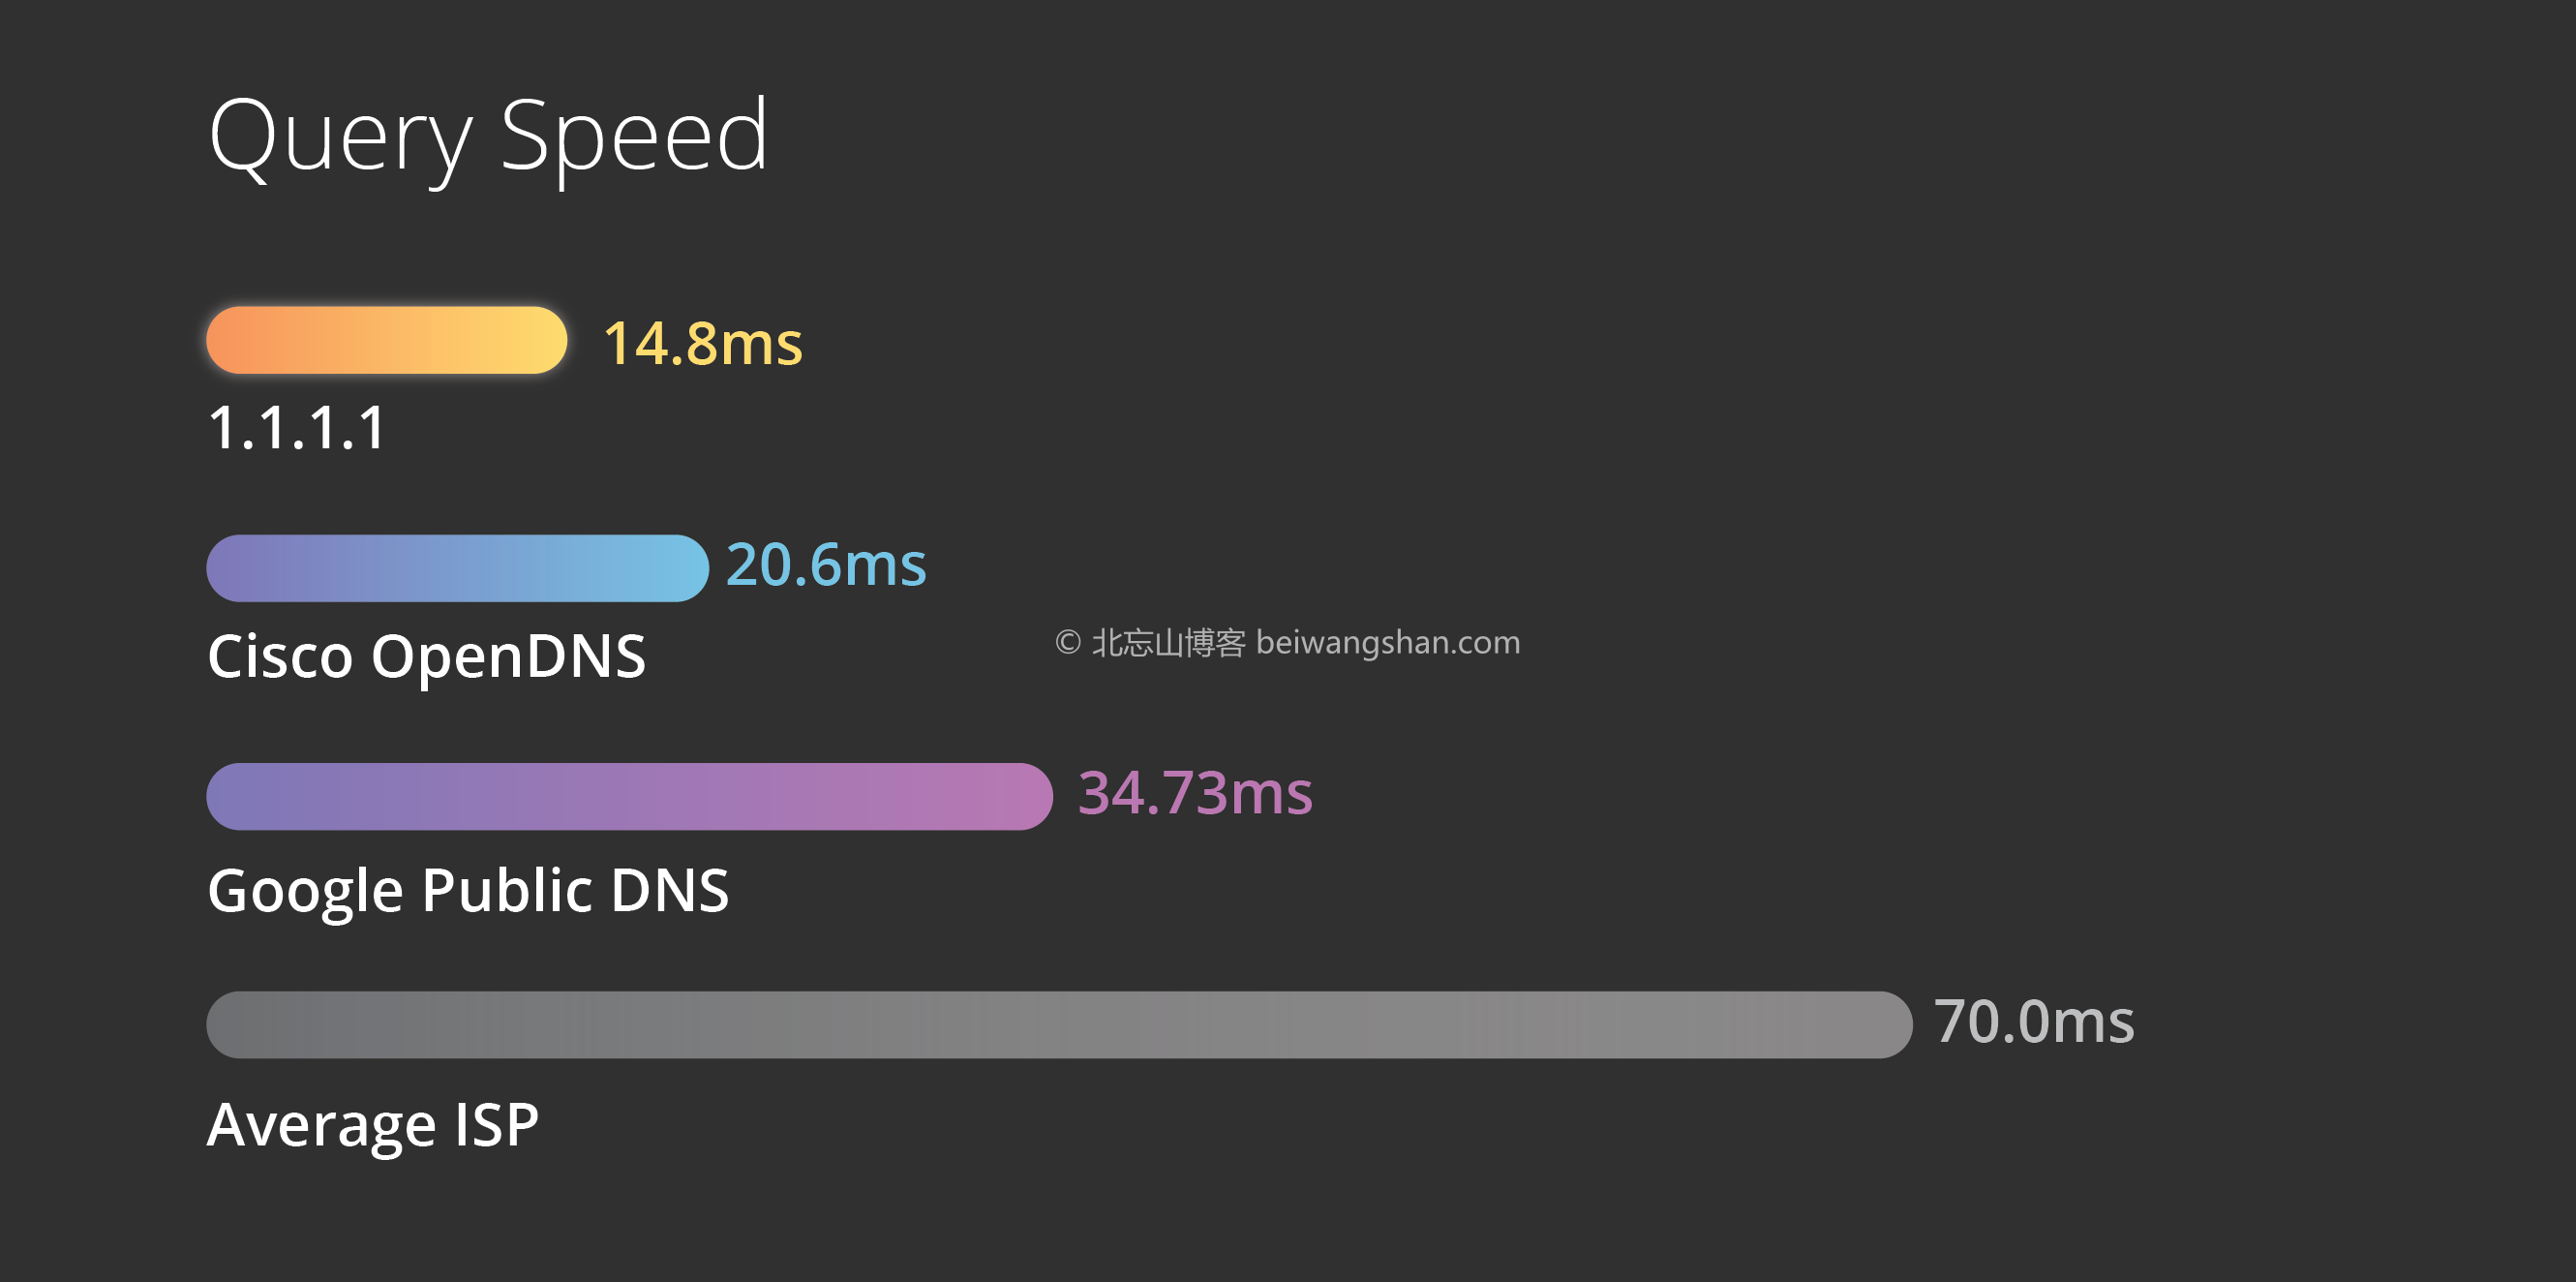 Query Speed
14.8ms
1.1.1.1
20.6ms
Cisco OpenDNS
© 北忘山博客 beiwangshan.com
34.73ms
Google Public DNS
70.0ms
Average ISP